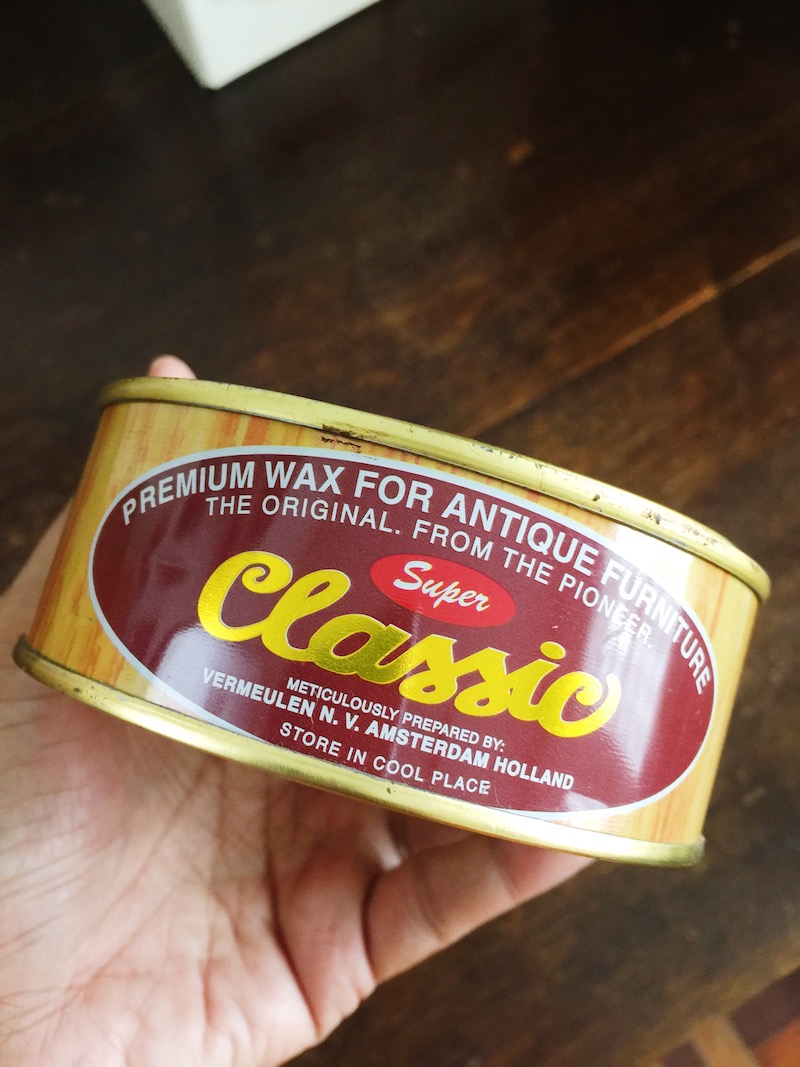 PREMIUM WAX FOR ANTIQUE FURNITURE
THE ORIGINAL. FROM THE PIONEER.
Super
Classic
METICULOUSLY PREPARED BY:
VERMEULEN N. V. AMSTERDAM HOLLAND
STORE IN COOL PLACE